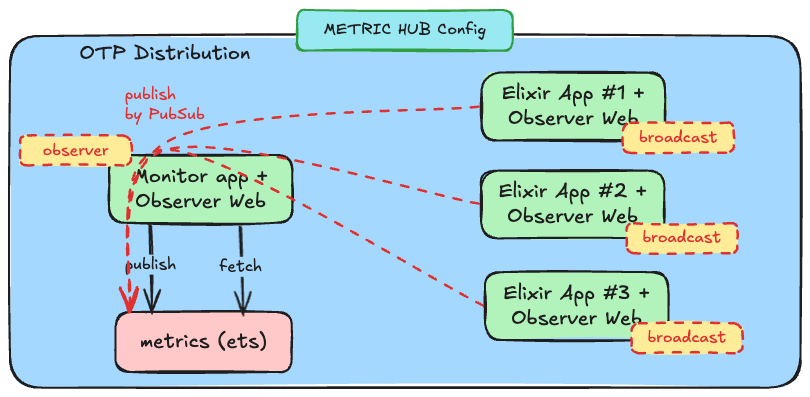 METRIC HUB Config
OTP Distribution
publish
by PubSub
observer
Monitor app +
Observer Web
publish
fetch
metrics (ets)
Elixir App #1 +
Observer Web
broadcast
Elixir App #2 +
Observer Web
broadcast
Elixir App #3 +
Observer Web
broadcast